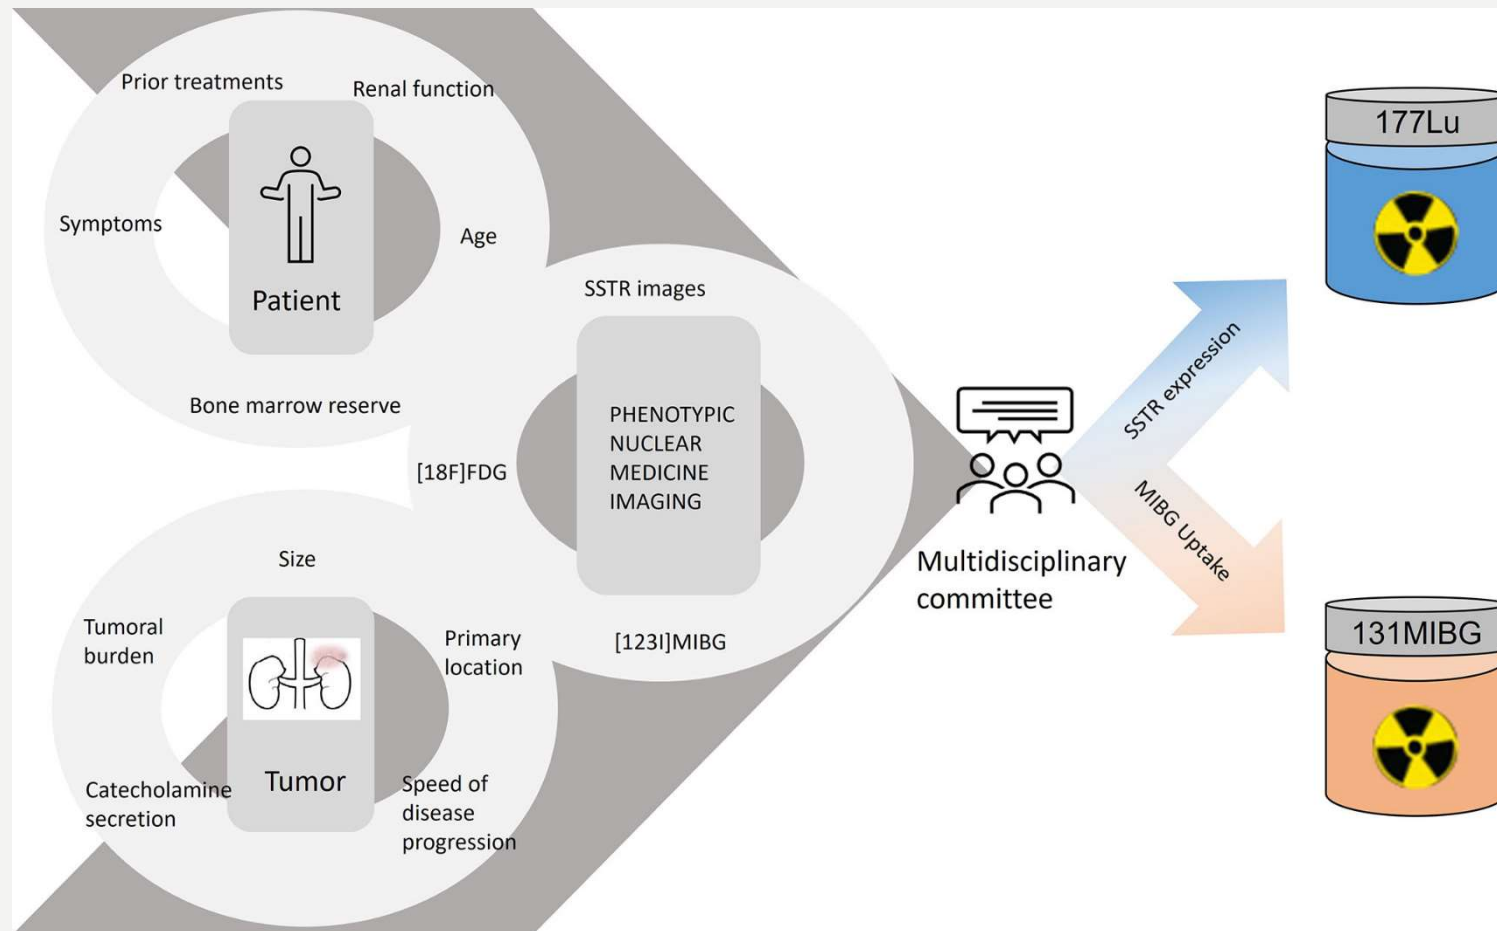 Prior treatments
Renal function
Symptoms
Age
Patient
Bone marrow reserve
SSTR images
PHENOTYPIC
NUCLEAR
MEDICINE
IMAGING
[18F]FDG
[123I]MIBG
Size
Tumoral
burden
Primary
location
Catecholamine
secretion
Tumor
Speed of
disease
progression
Multidisciplinary
committee
SSTR expression
MIBG Uptake
177Lu
131MIBG